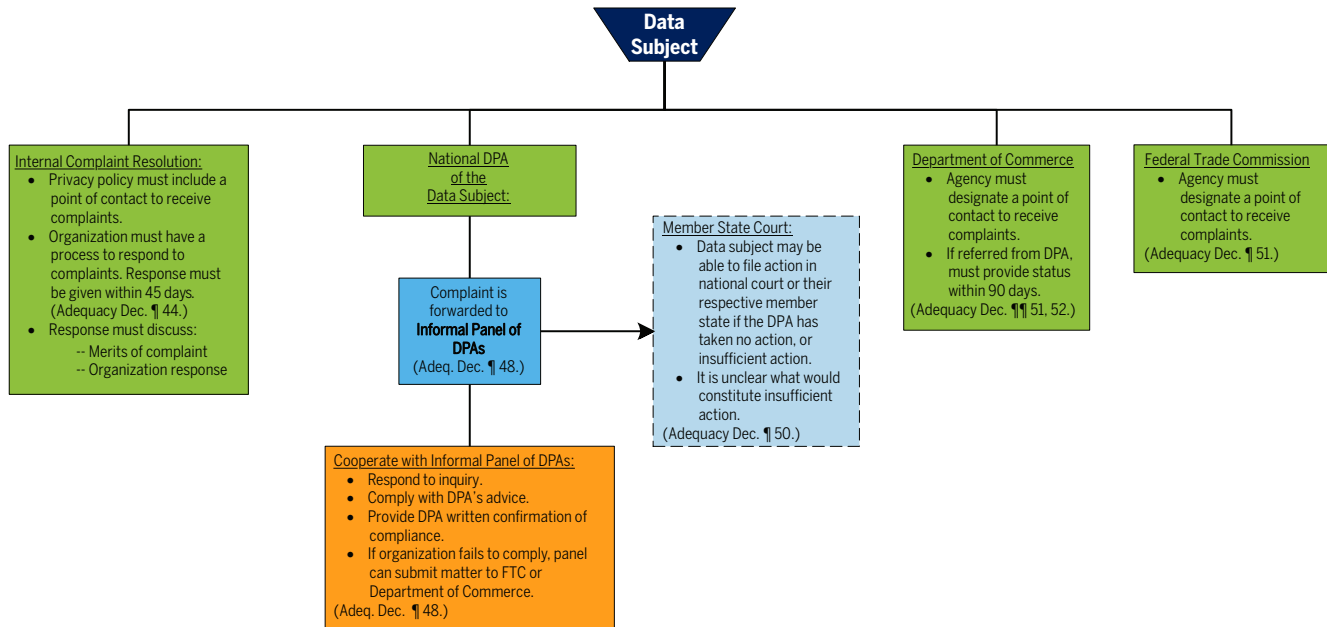 Data
Subject
Internal Complaint Resolution:
• Privacy policy must include a
point of contact to receive
complaints.
• Organization must have a
process to respond to
complaints. Response must
be given within 45 days.
(Adequacy Dec. ¶ 44.)
• Response must discuss:
-- Merits of complaint
-- Organization response
National DPA
of the
Data Subject:
Complaint is
forwarded to
Informal Panel of
DPAs
(Adeq. Dec. ¶ 48.)
Cooperate with Informal Panel of DPAs:
• Respond to inquiry.
• Comply with DPA's advice.
• Provide DPA written confirmation of
compliance.
• If organization fails to comply, panel
can submit matter to FTC or
Department of Commerce.
(Adeq. Dec. ¶ 48.)
Member State Court:
• Data subject may be
able to file action in
national court or their
respective member
state if the DPA has
taken no action, or
insufficient action.
• It is unclear what would
constitute insufficient
action.
(Adequacy Dec. ¶ 50.)
Department of Commerce
• Agency must
designate a point of
contact to receive
complaints.
• If referred from DPA,
must provide status
within 90 days.
(Adequacy Dec. ¶¶ 51, 52.)
Federal Trade Commission
• Agency must
designate a point of
contact to receive
complaints.
(Adequacy Dec. ¶ 51.)